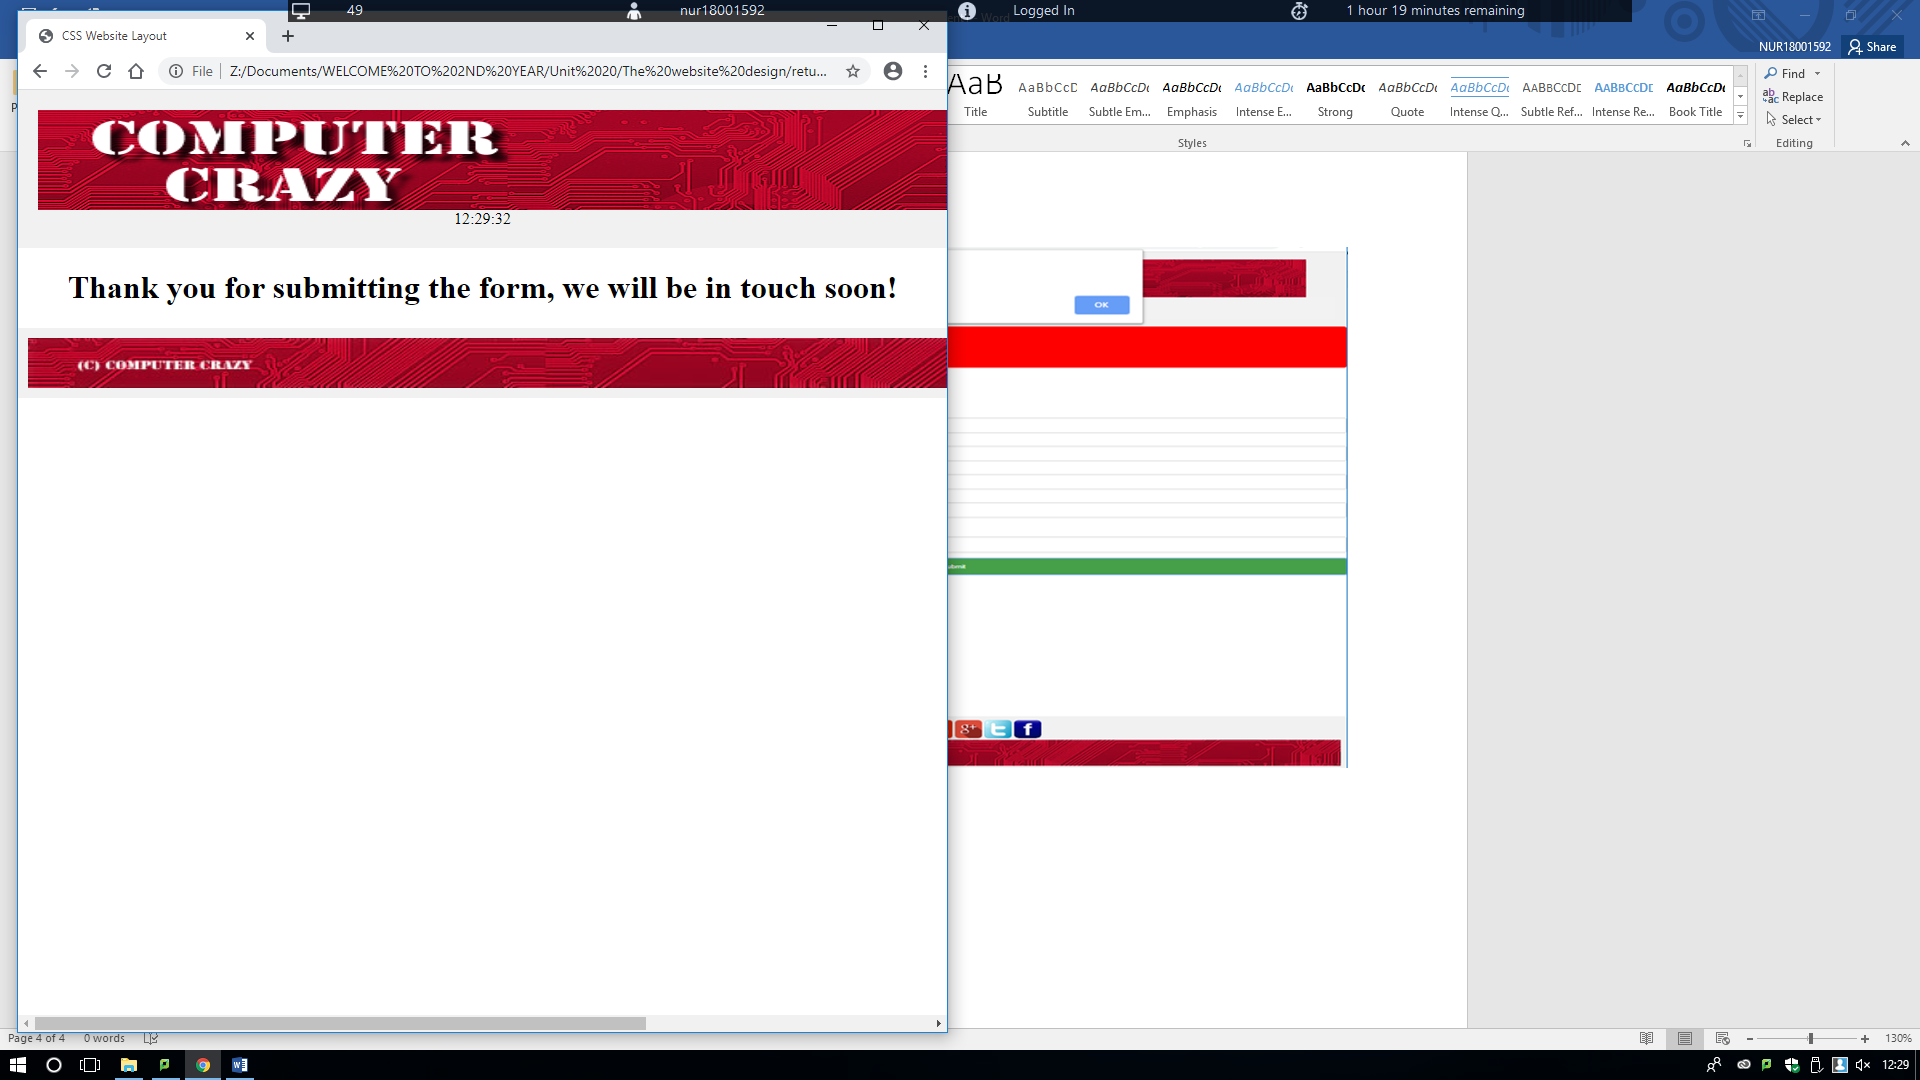 49
nur18001592
Logged In
1 hour 19 minutes remaining
CSS Website Layout
File
Z:/Documents/WELCOME%20TO%202ND%20YEAR/Unit%2020/The%20website%20design/retu...
NUR18001592
Share
COMPUTER
CRAZY
12:29:32
Thank you for submitting the form, we will be in touch soon!
(C) COMPUTER CRAZY
AaB
AaBbCcD
AaBbCcDc
AaBbCcDc
AaBbCcDc
AaBbCcDc
AaBbCcDc
AaBbCcDc
AABBCCDE
AABBCCDE
AaBbCcDc
Title
Subtitle
Subtle Em...
Emphasis
Intense E...
Strong
Quote
Intense Q...
Subtle Ref...
Intense Re...
Book Title
Styles
Find
Replace
Select
Editing
OK
Page 4 of 4
0 words
130%
12:29